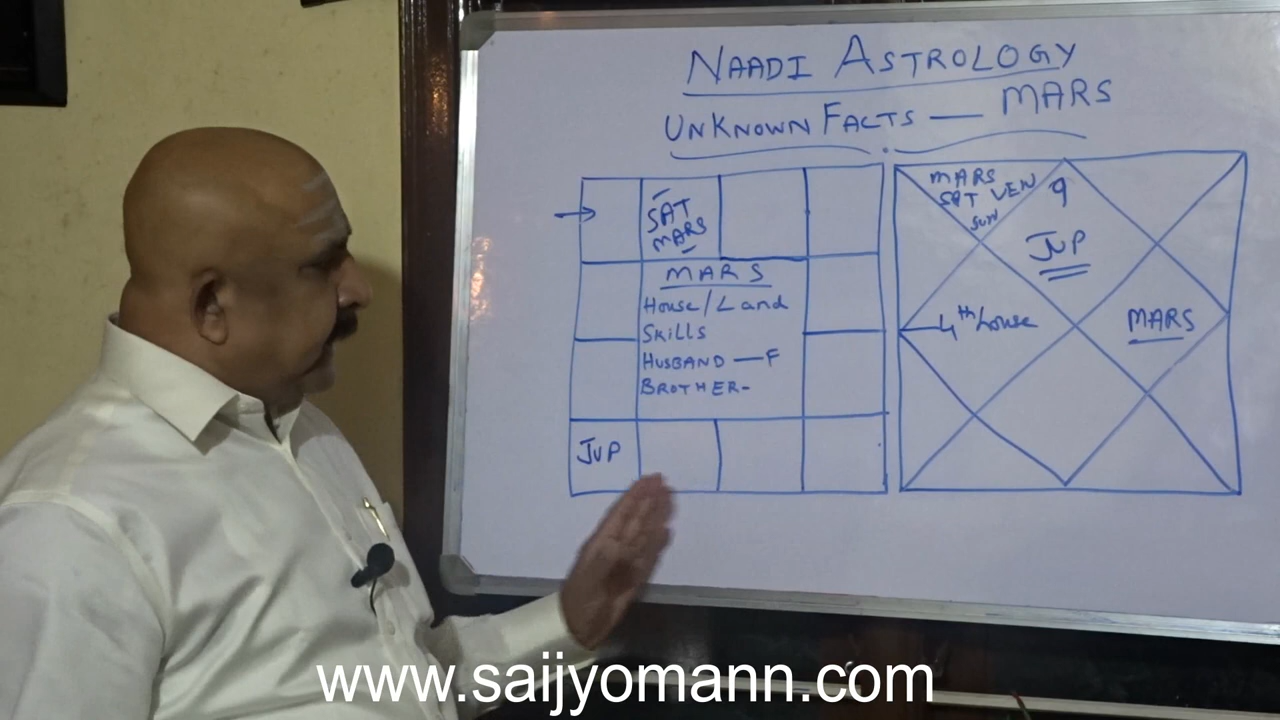 NAADI ASTROLOGY
UNKNOWN FACTS — MARS
SAT
MARS
MARS
House/Land
SKills
HUSBAND — F
BROTHER-
JUP
MARS
SAT VEN
SUN
9
JUP
4th house
MARS
www.saijyomann.com